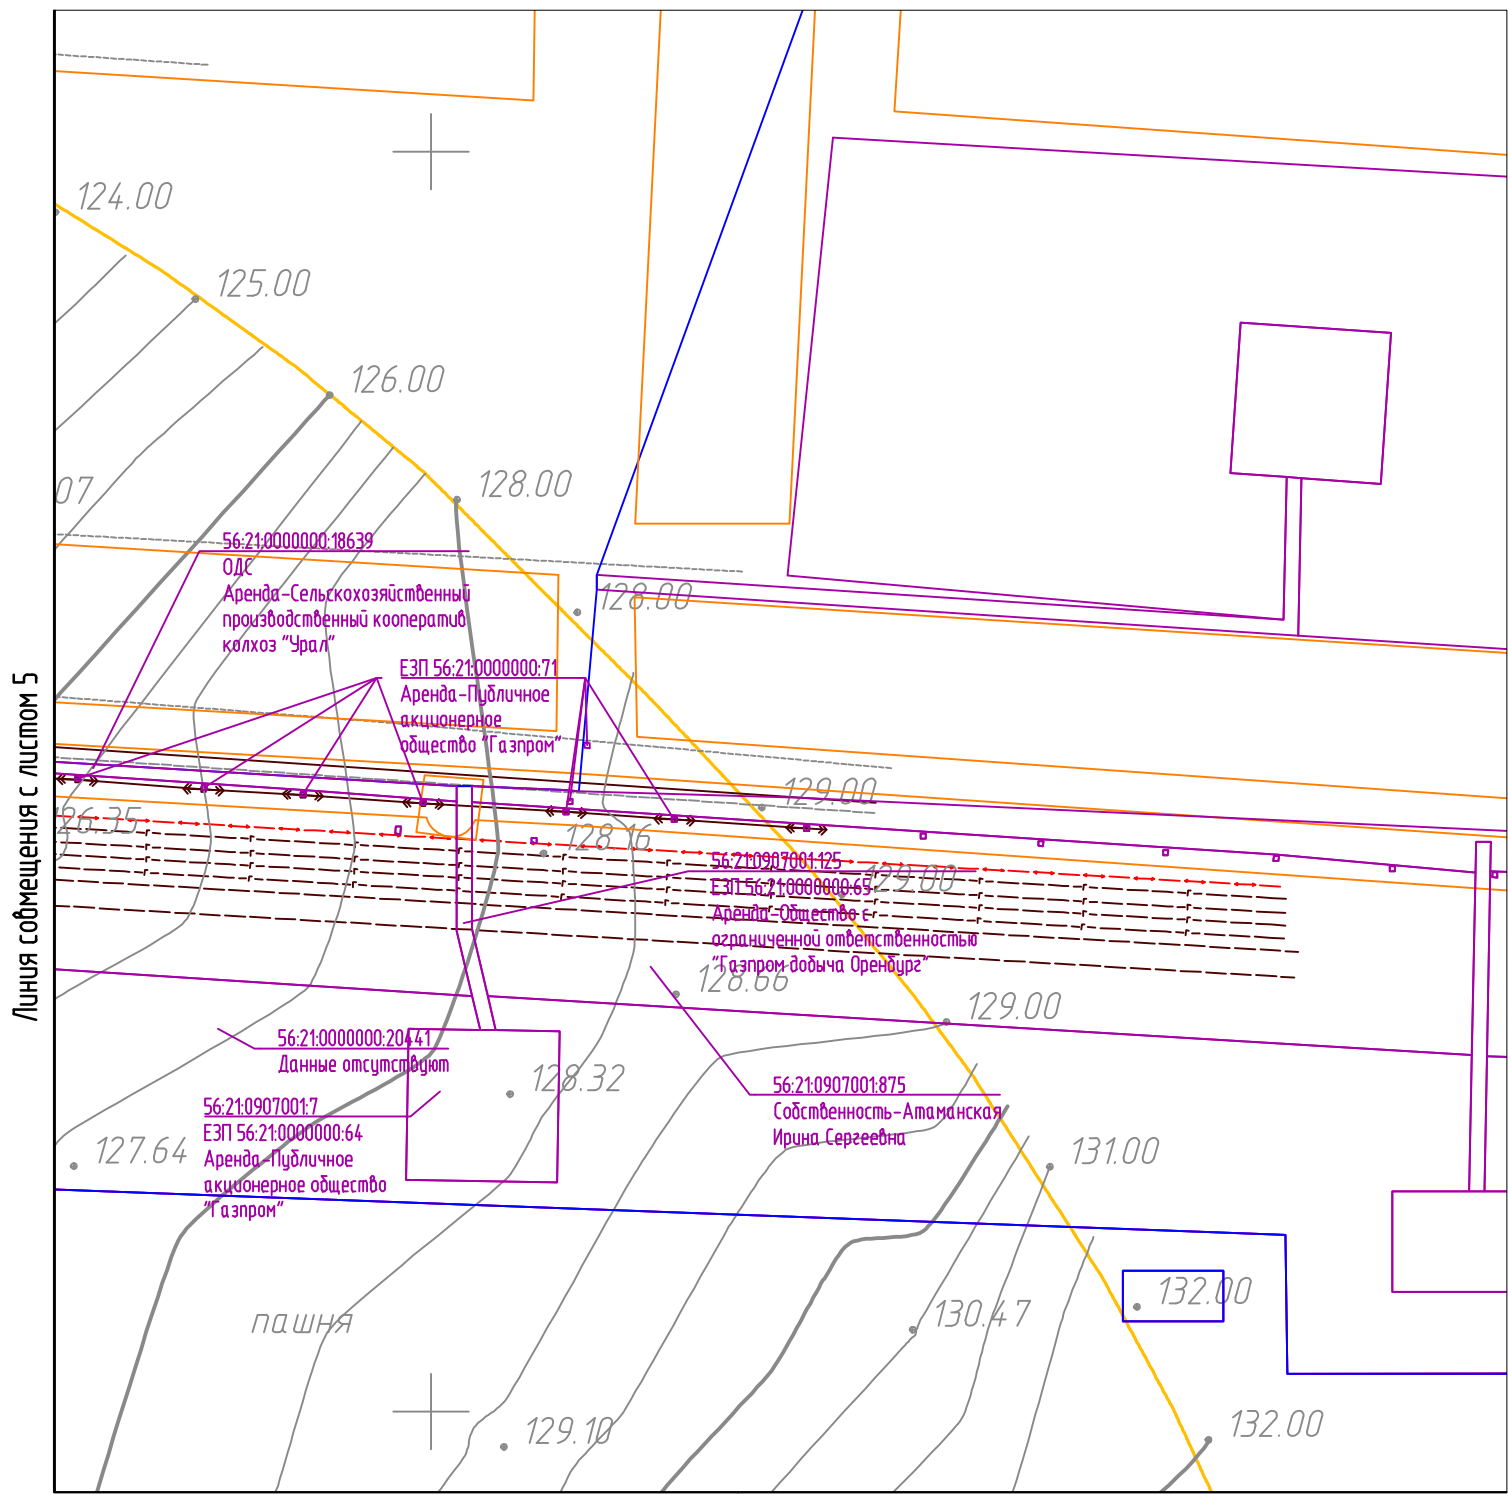 124.00
125.00
126.00
07
128.00
56:21:0000000:18639
ОДС
Аренда-Сельскохозяйственный
производственный кооператив
колхоз "Урал"
128.00
ЕЗП 56:21:0000000:71
Аренда-Публичное
акционерное
общество "Газпром"
Линия совмещения с листом 5
129.00
126.35
128.16
56:21:0907001:125
ЕЗП 56:21:0000000:65
129.00
Аренда-Общество с
ограниченной ответственностью
"Газпром добыча Оренбург"
128.66
129.00
56:21:0000000:20441
Данные отсутствуют
128.32
56:21:0907001:875
Собственность-Атаманская
Ирина Сергеевна
56:21:0907001:7
ЕЗП 56:21:0000000:64
Аренда-Публичное
акционерное общество
"Газпром"
127.64
131.00
132.00
130.47
пашня
129.10
132.00